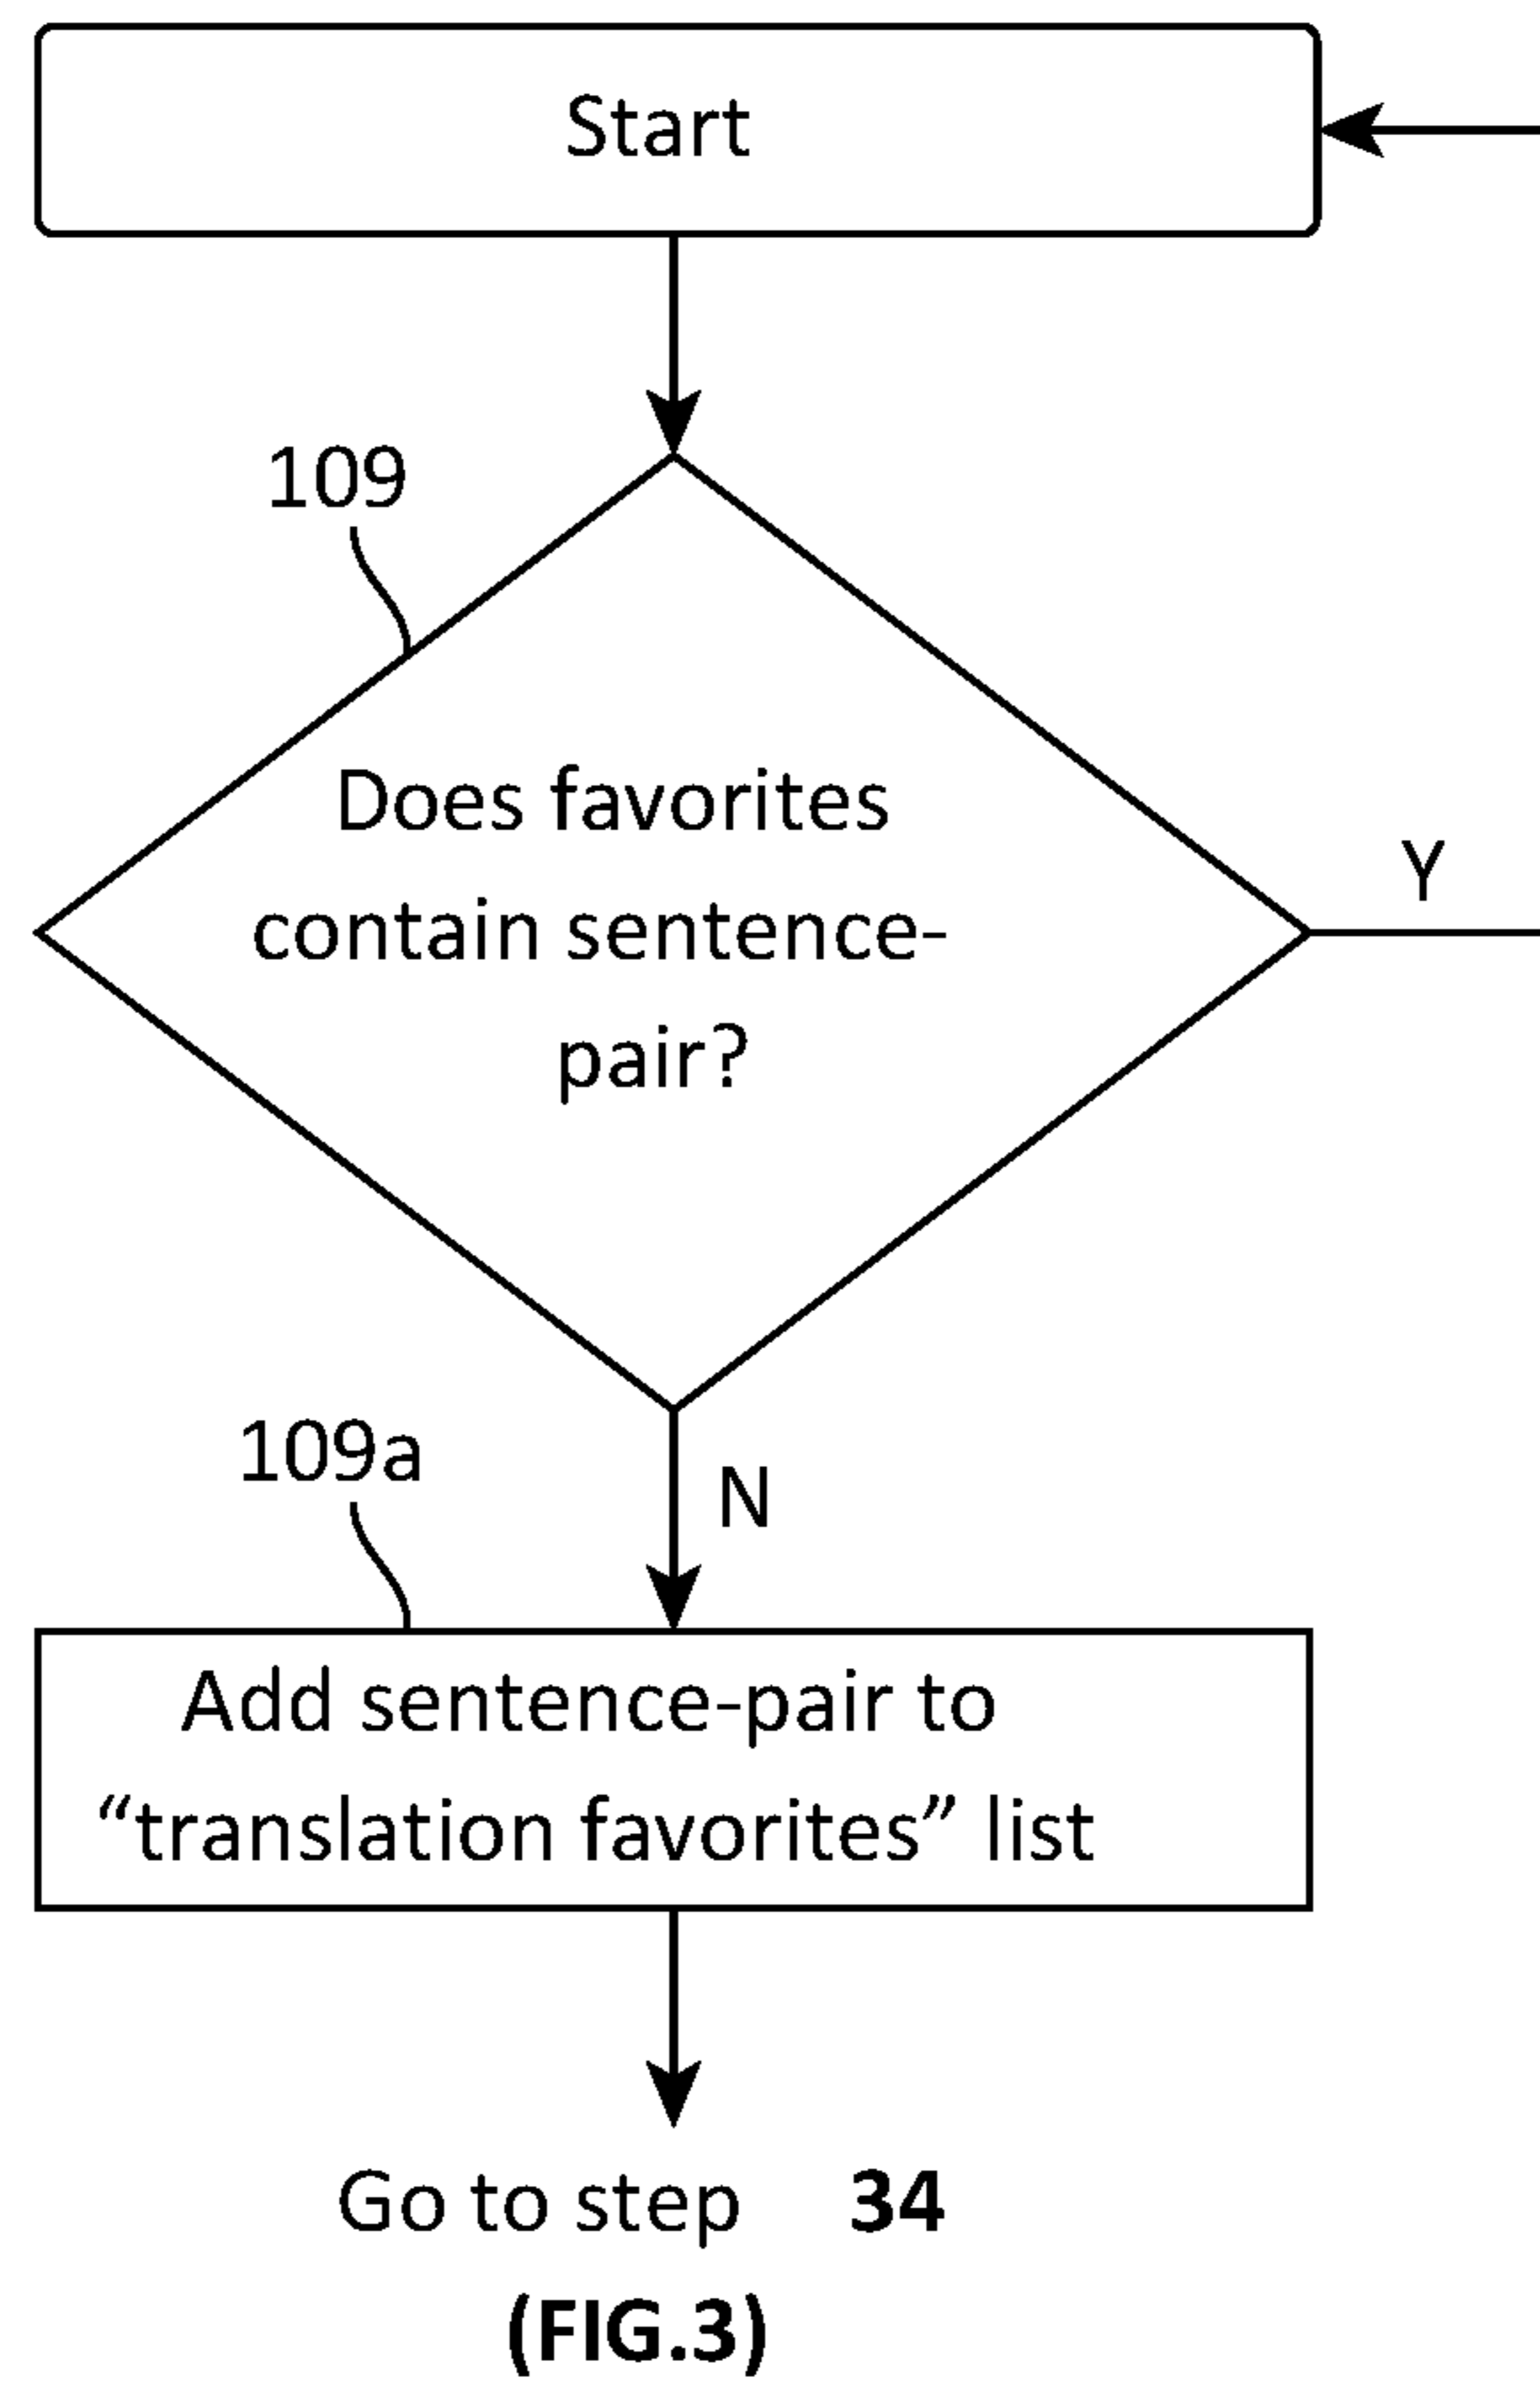 Start
109
Does favorites
contain sentence-
pair?
Y
109a
N
Add sentence-pair to
“translation favorites” list
Go to step 34
(FIG.3)